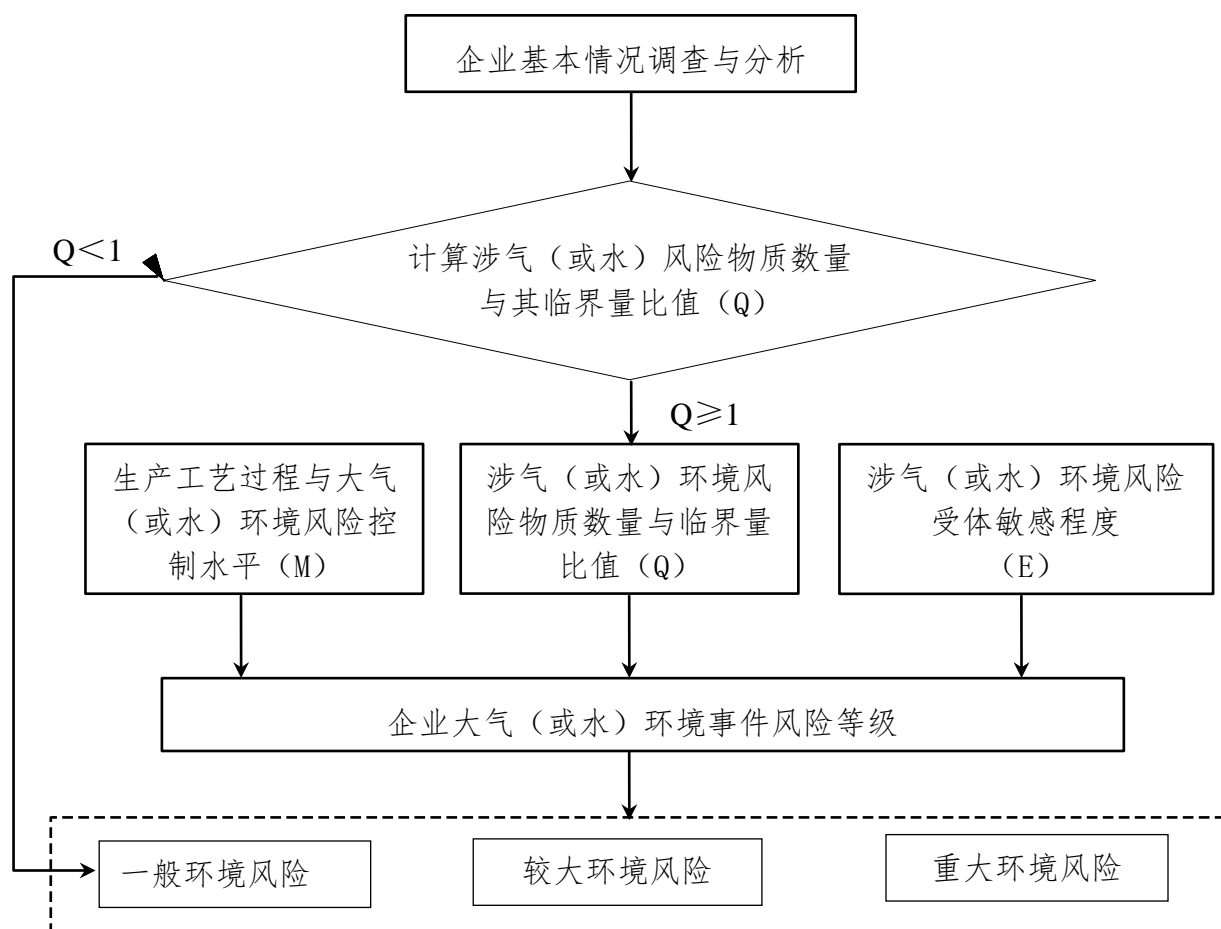 企业基本情况调查与分析
Q＜1
计算涉气（或水）风险物质数量
与其临界量比值（Q）
Q≥1
生产工艺过程与大气
（或水）环境风险控
制水平（M）
涉气（或水）环境风
险物质数量与临界量
比值（Q）
涉气（或水）环境风险
受体敏感程度
（E）
企业大气（或水）环境事件风险等级
一般环境风险
较大环境风险
重大环境风险